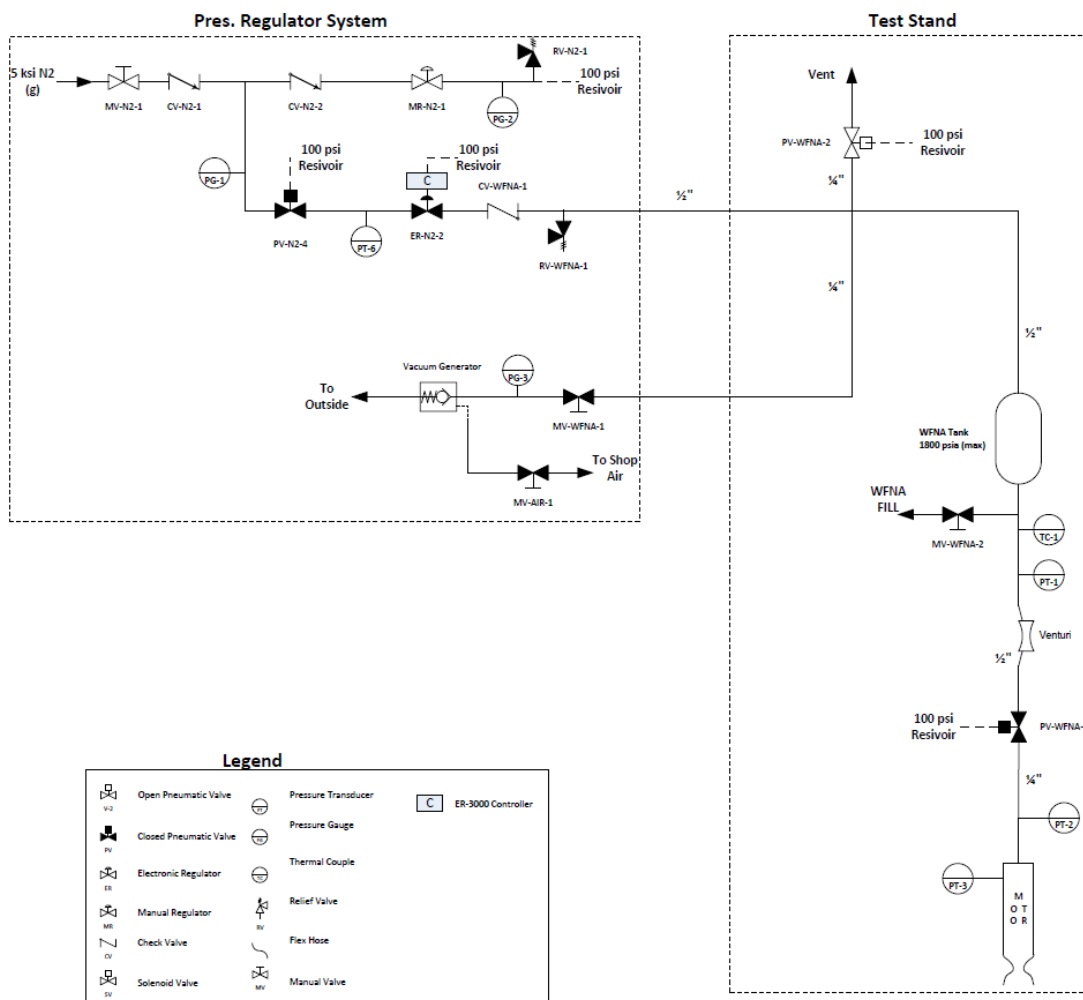 Pres. Regulator System
Test Stand
5 ksi N2
(g)
MV-N2-1
CV-N2-1
CV-N2-2
MR-N2-1
RV-N2-1
100 psi
Resivoir
PG-2
Vent
PV-WFNA-2
100 psi
Resivoir
¼"
PG-1
100 psi
Resivoir
PV-N2-4
PT-6
100 psi
Resivoir
C
ER-N2-2
CV-WFNA-1
RV-WFNA-1
½"
¼"
½"
To
Outside
Vacuum Generator
PG-3
MV-WFNA-1
MV-AIR-1
To Shop
Air
WFNA Tank
1800 psia (max)
WFNA
FILL
MV-WFNA-2
TC-1
PT-1
Venturi
½"
100 psi
Resivoir
PV-WFNA-
¼"
PT-2
PT-3
M
O T
O R
Legend
V-2
Open Pneumatic Valve
PV
Closed Pneumatic Valve
ER
Electronic Regulator
MR
Manual Regulator
CV
Check Valve
SV
Solenoid Valve
PT
Pressure Transducer
PG
Pressure Gauge
TC
Thermal Couple
RV
Relief Valve
Flex Hose
MV
Manual Valve
C
ER-3000 Controller